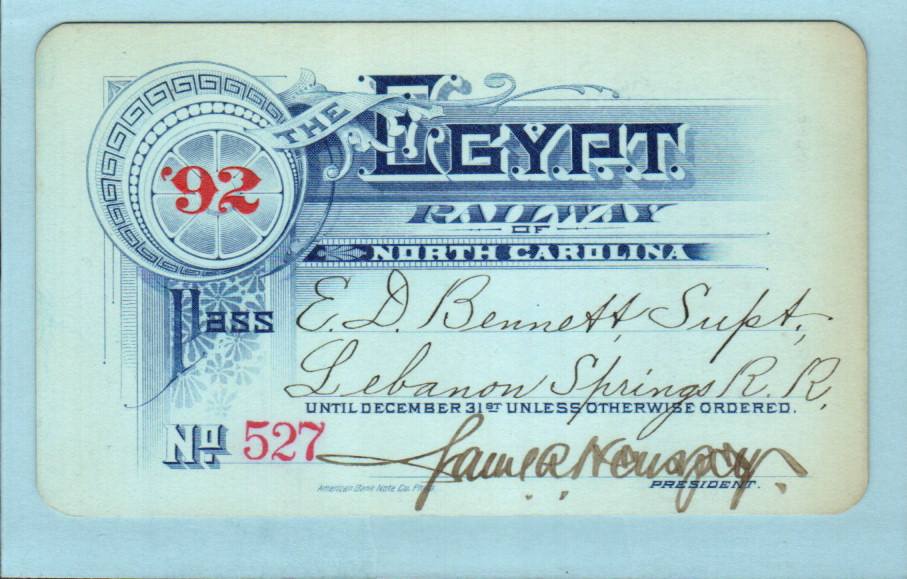 '92
THE EGYPT.
RAILWAY
OF
NORTH CAROLINA
Pass E. D. Bennett, Supt,
Lebanon Springs R. R.
UNTIL DECEMBER 31ST UNLESS OTHERWISE ORDERED.
No 527
American Bank Note Co.
PRESIDENT.